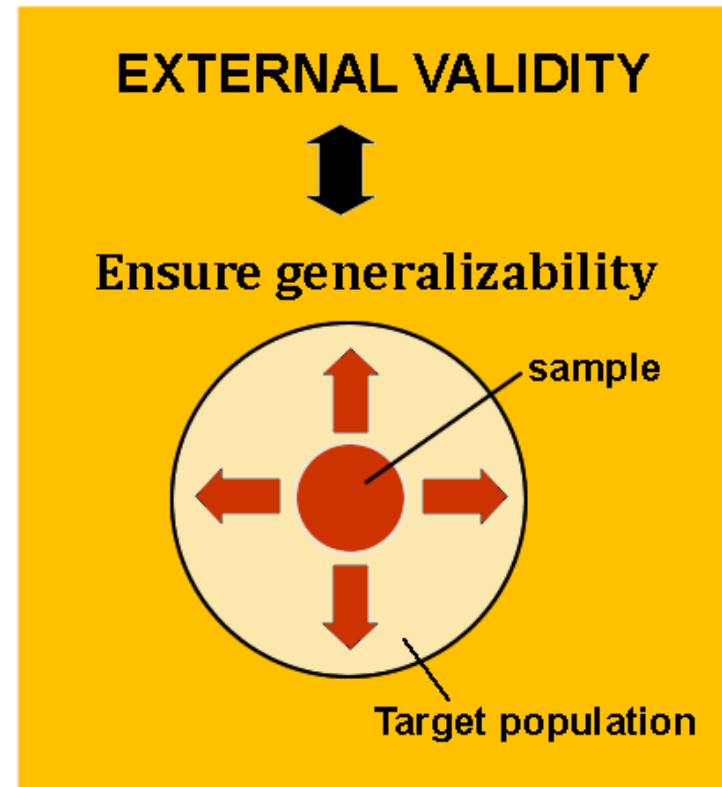 EXTERNAL VALIDITY
Ensure generalizability
sample
Target population